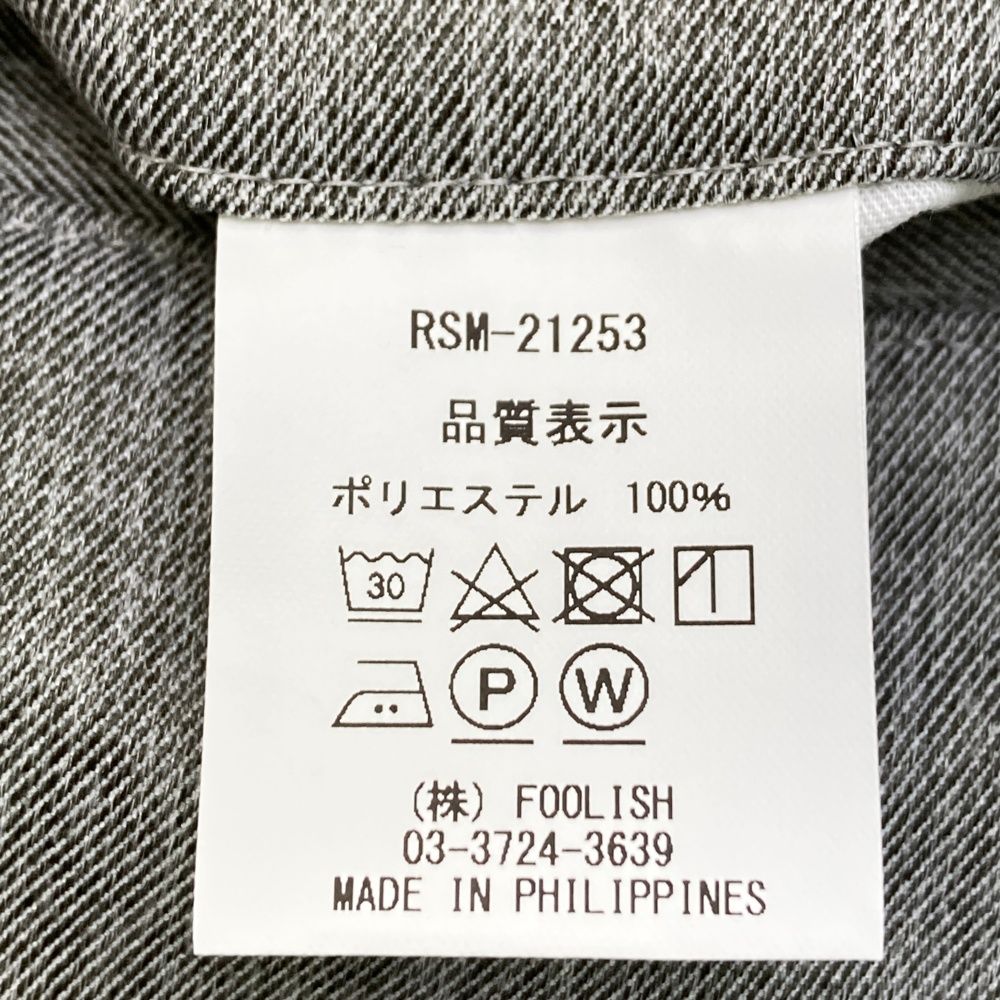 RSM-21253
品質表示
ポリエステル 100%
30
P W
(株) FOOLISH
03-3724-3639
MADE IN PHILIPPINES